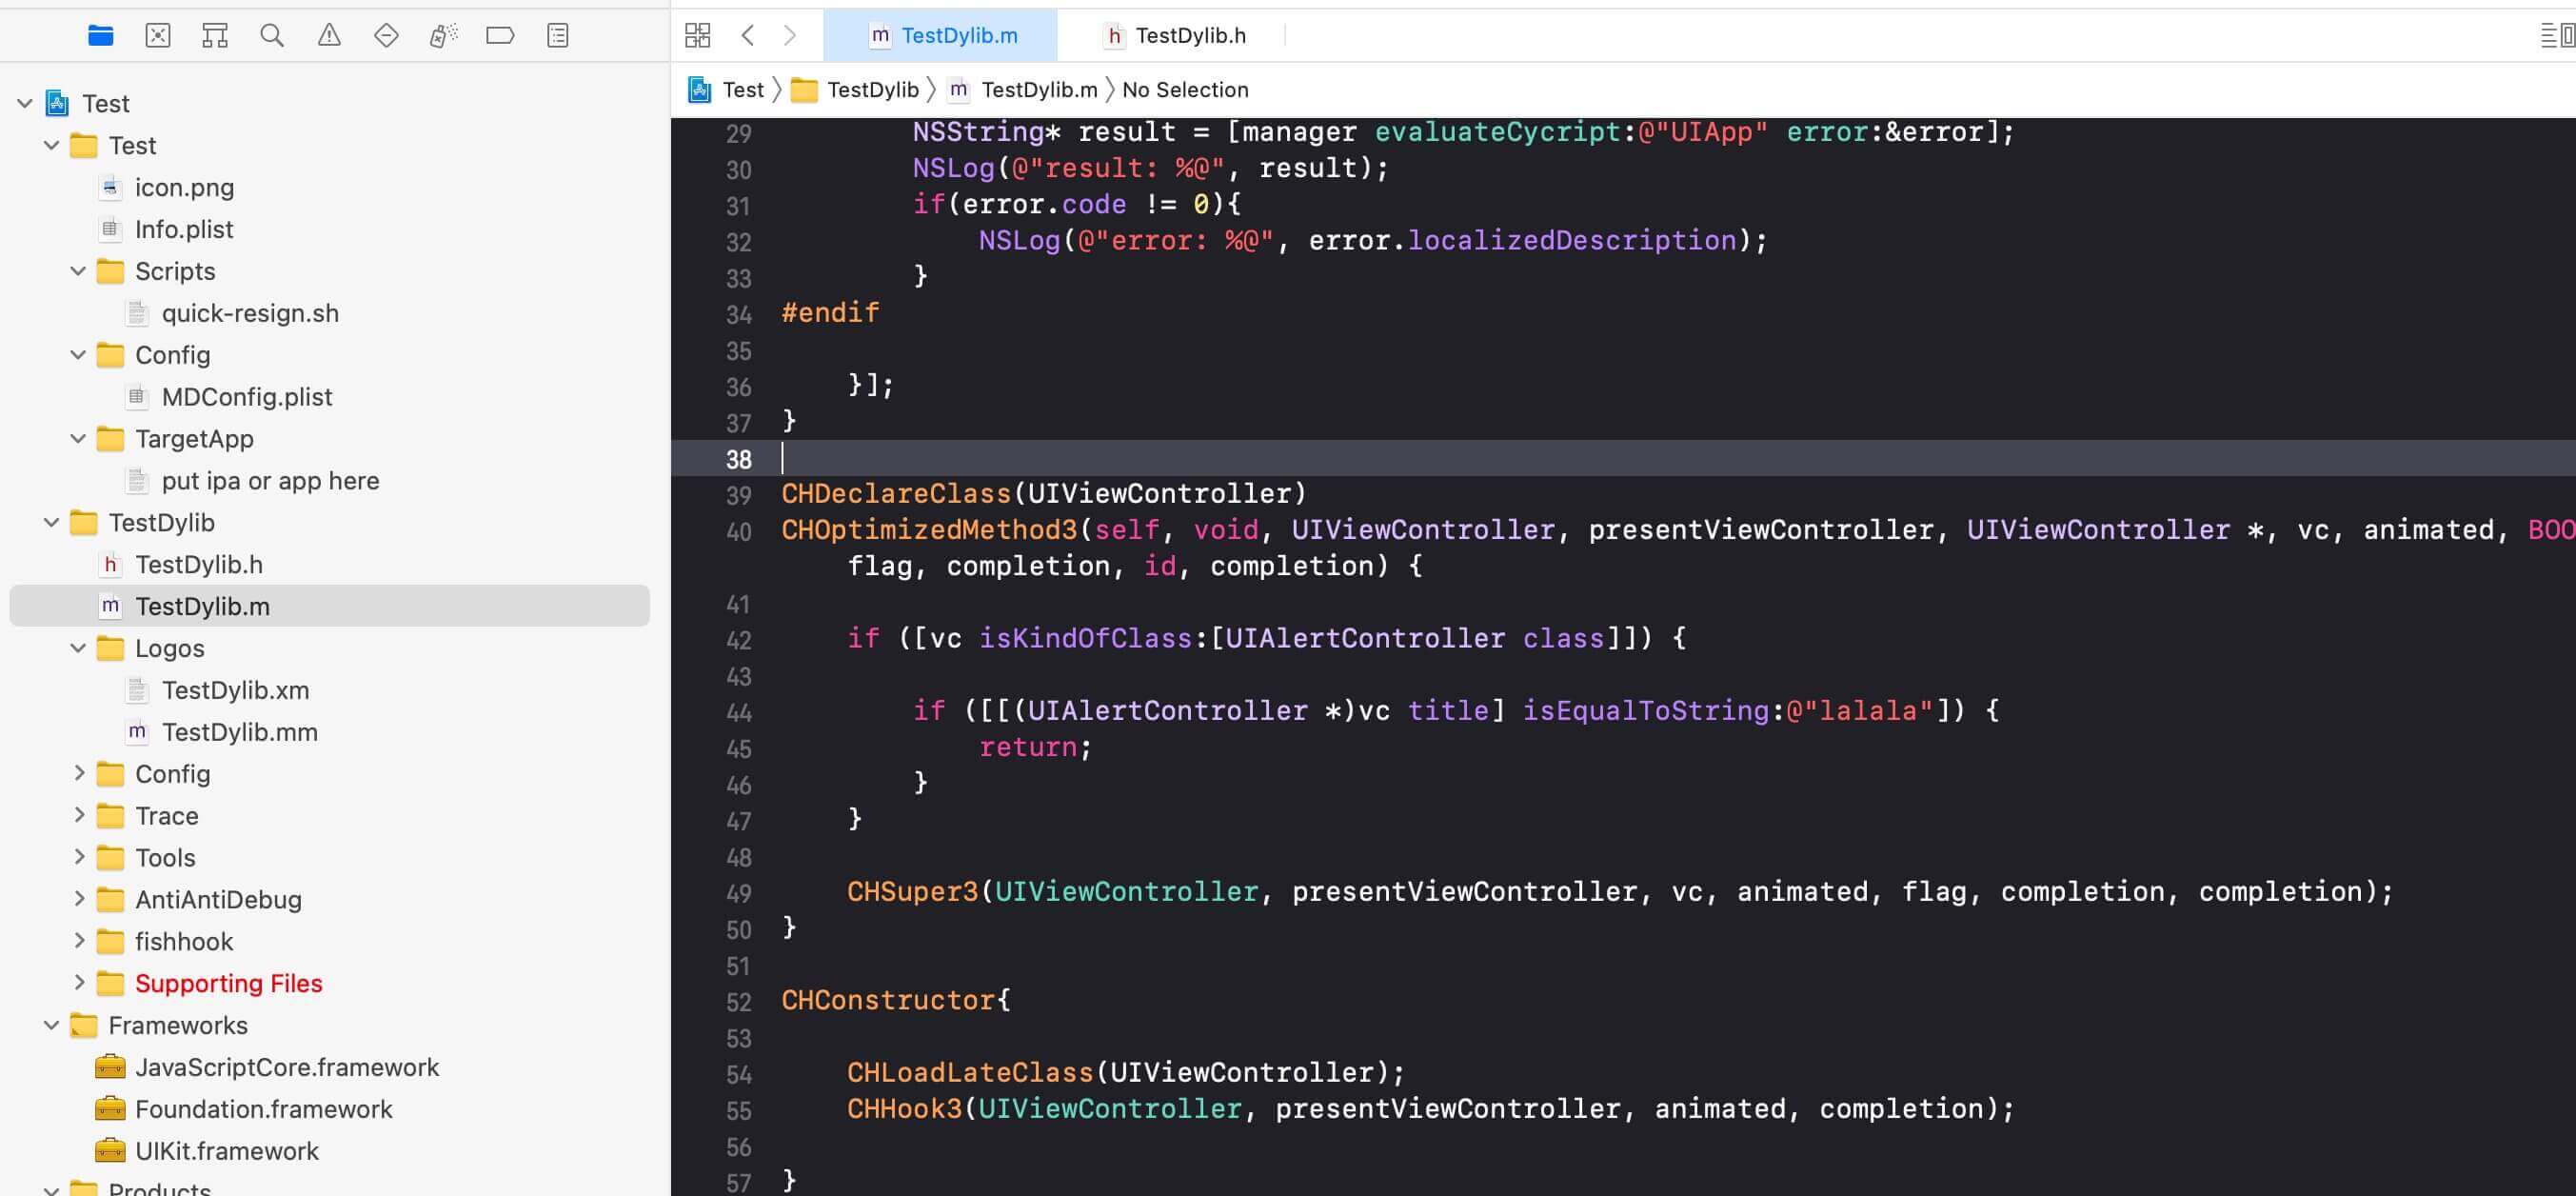 Test
Test
icon.png
Info.plist
Scripts
quick-resign.sh
Config
MDConfig.plist
TargetApp
put ipa or app here
TestDylib
TestDylib.h
TestDylib.m
Logos
TestDylib.xm
TestDylib.mm
Config
Trace
Tools
AntiAntiDebug
fishhook
Supporting Files
Frameworks
JavaScriptCore.framework
Foundation.framework
UIKit.framework
Products
m TestDylib.m h TestDylib.h
Test 〉 TestDylib 〉 m TestDylib.m 〉 No Selection
29 NSString* result = [manager evaluateCycript:@"UIApp" error:&error];
30 NSLog(@"result: %@", result);
31 if(error.code != 0){
32 NSLog(@"error: %@", error.localizedDescription);
33 }
34 #endif
35
36 }];
37 }
38
39 CHDeclareClass(UIViewController)
40 CHOptimizedMethod3(self, void, UIViewController, presentViewController, UIViewController *, vc, animated, BOO
flag, completion, id, completion) {
41
42 if ([vc isKindOfClass:[UIAlertController class]]) {
43
44 if ([[(UIAlertController *)vc title] isEqualToString:@"lalala"]) {
45 return;
46 }
47 }
48
49 CHSuper3(UIViewController, presentViewController, vc, animated, flag, completion, completion);
50 }
51
52 CHConstructor{
53
54 CHLoadLateClass(UIViewController);
55 CHHook3(UIViewController, presentViewController, animated, completion);
56
57 }